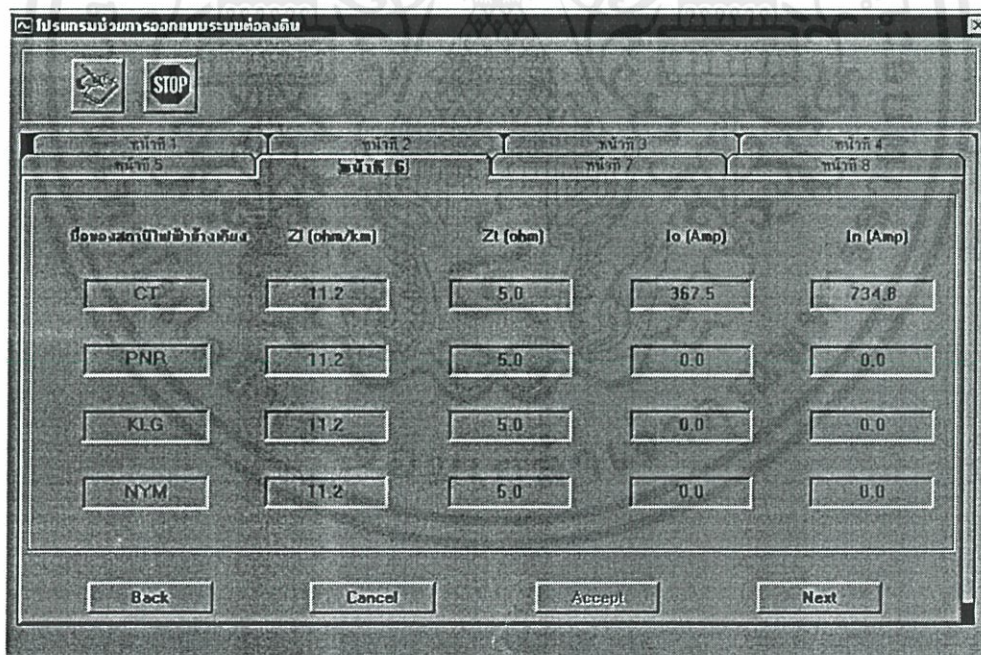 โปรแกรมช่วยการออกแบบระบบต่อลงดิน
STOP
หน้าที่ 1 หน้าที่ 2 หน้าที่ 3 หน้าที่ 4
หน้าที่ 5 หน้าที่ 6 หน้าที่ 7 หน้าที่ 8
ชื่อของสถานีไฟฟ้าข้างเคียง Zl (ohm/km) Zt (ohm) Io (Amp) In (Amp)
CT 11.2 5.0 367.5 734.8
PNR 11.2 5.0 0.0 0.0
KLG 11.2 5.0 0.0 0.0
NYM 11.2 5.0 0.0 0.0
Back Cancel Accept Next